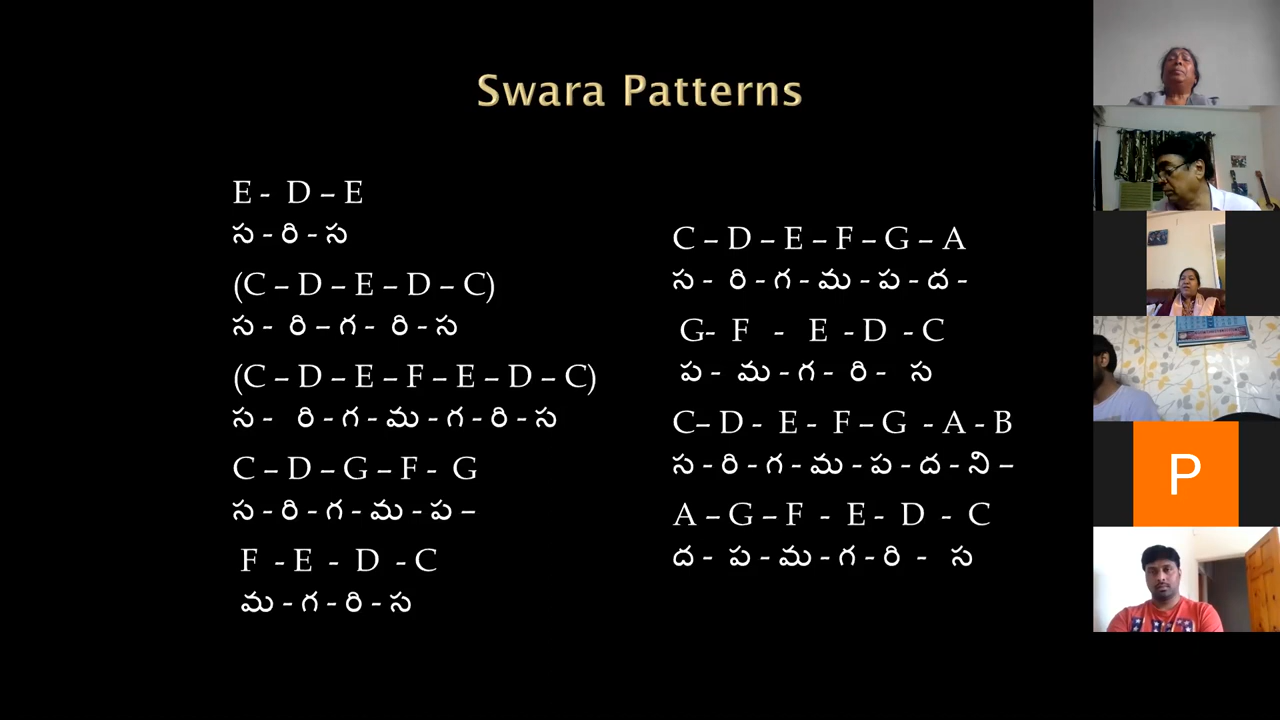 Swara Patterns
E - D – E
స - రి - స
(C – D – E – D – C)
స - రి – గ - రి - స
(C – D – E – F – E – D – C)
స - రి - గ - మ - గ - రి - స
C – D – G – F - G
స - రి - గ - మ - ప –
F - E - D - C
మ - గ - రి - స
C – D – E – F – G – A
స - రి - గ - మ - ప - ద -
G- F - E - D - C
ప - మ - గ - రి - స
C– D - E - F – G - A - B
స - రి - గ - మ - ప - ద - ని –
A – G – F - E - D - C
ద - ప - మ - గ - రి - స
P